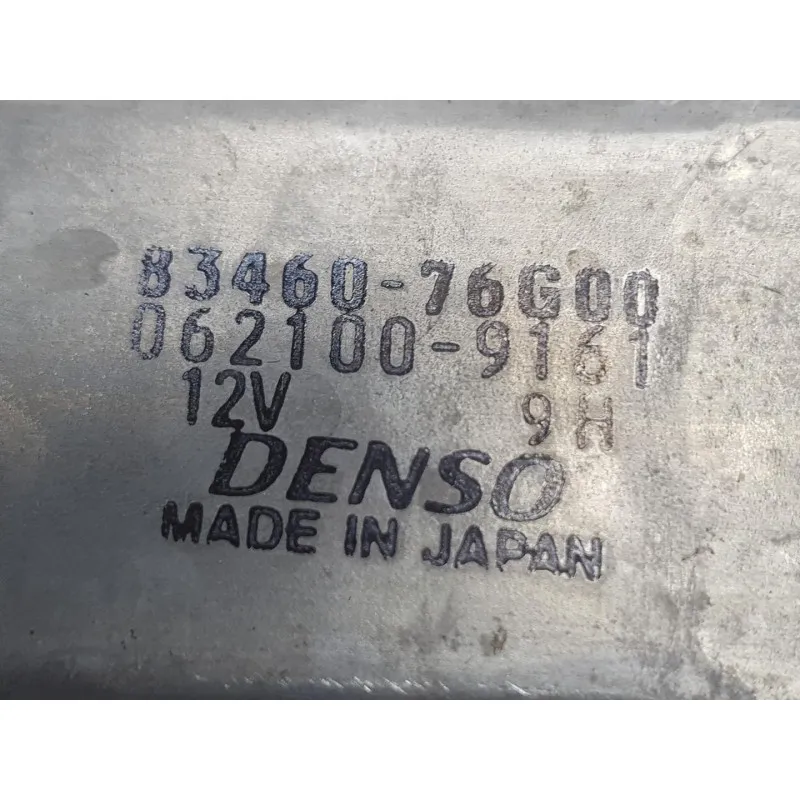 83460-76G00
062100-9161
12V 9H
DENSO
MADE IN JAPAN